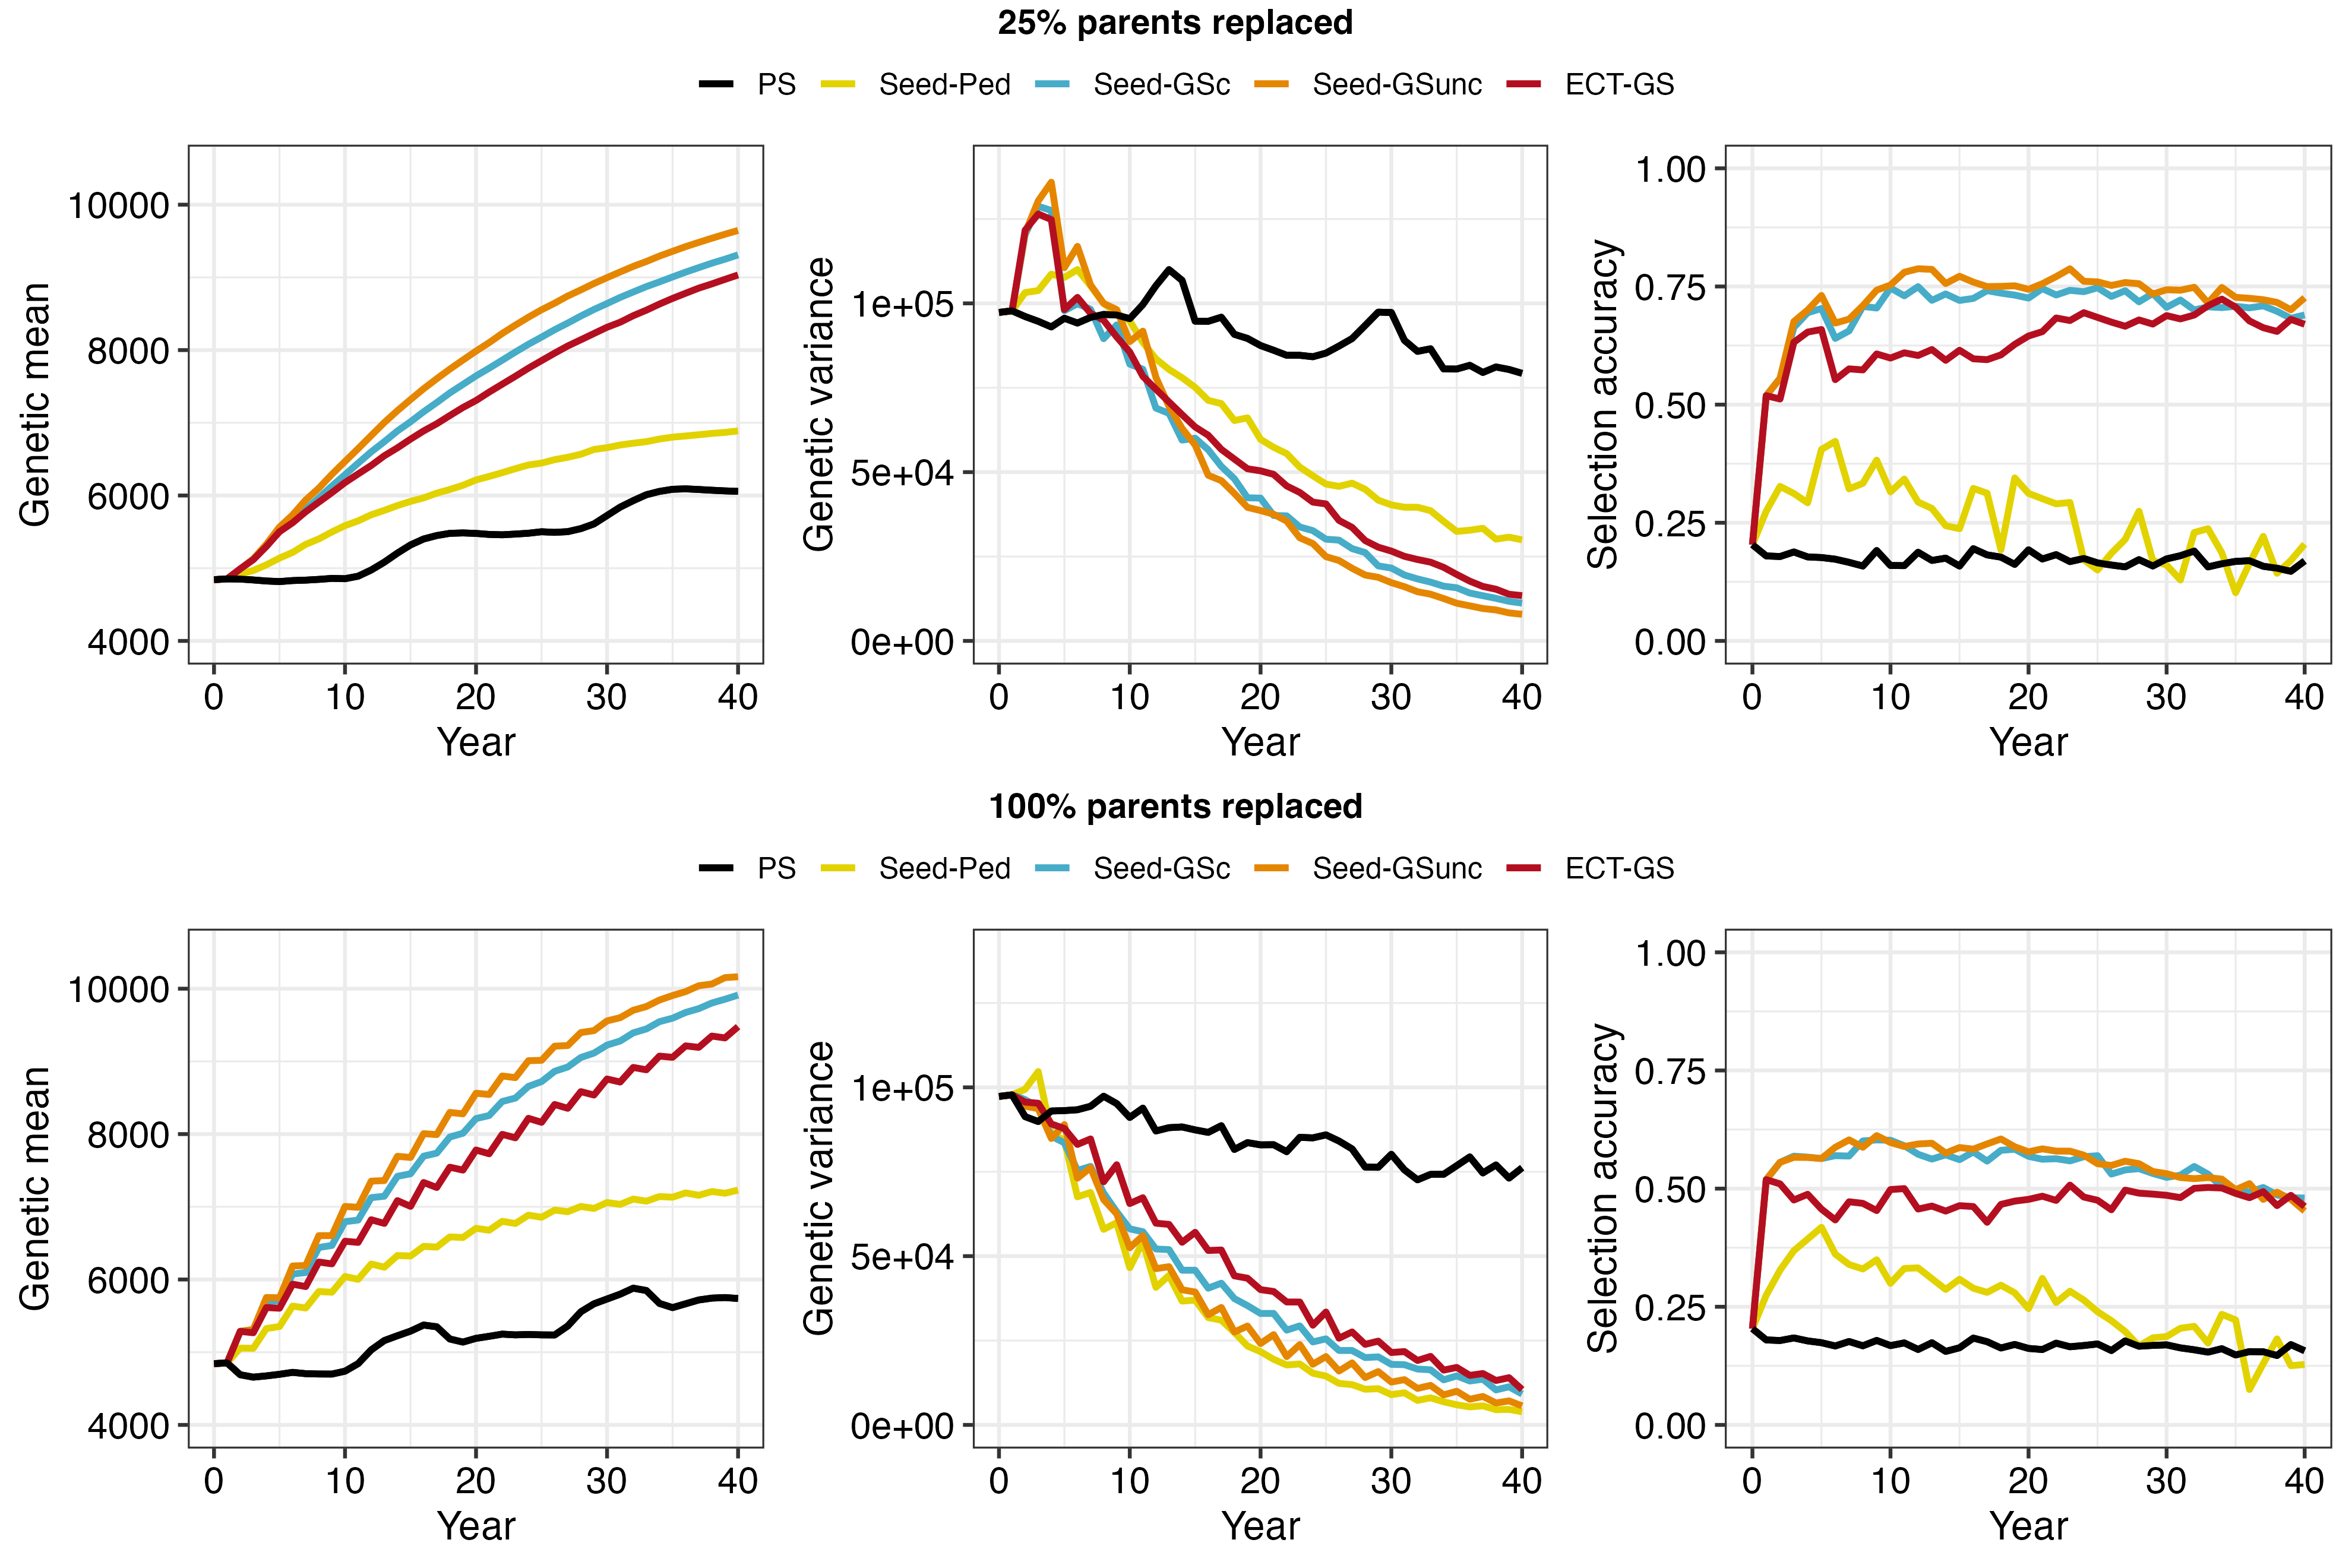 25% parents replaced
PS Seed-Ped Seed-GSc Seed-GSunc ECT-GS
Genetic mean
10000
8000
6000
4000
0 10 20 30 40
Year
Genetic variance
1e+05
5e+04
0e+00
0 10 20 30 40
Year
Selection accuracy
1.00
0.75
0.50
0.25
0.00
0 10 20 30 40
Year
100% parents replaced
PS Seed-Ped Seed-GSc Seed-GSunc ECT-GS
Genetic mean
10000
8000
6000
4000
0 10 20 30 40
Year
Genetic variance
1e+05
5e+04
0e+00
0 10 20 30 40
Year
Selection accuracy
1.00
0.75
0.50
0.25
0.00
0 10 20 30 40
Year